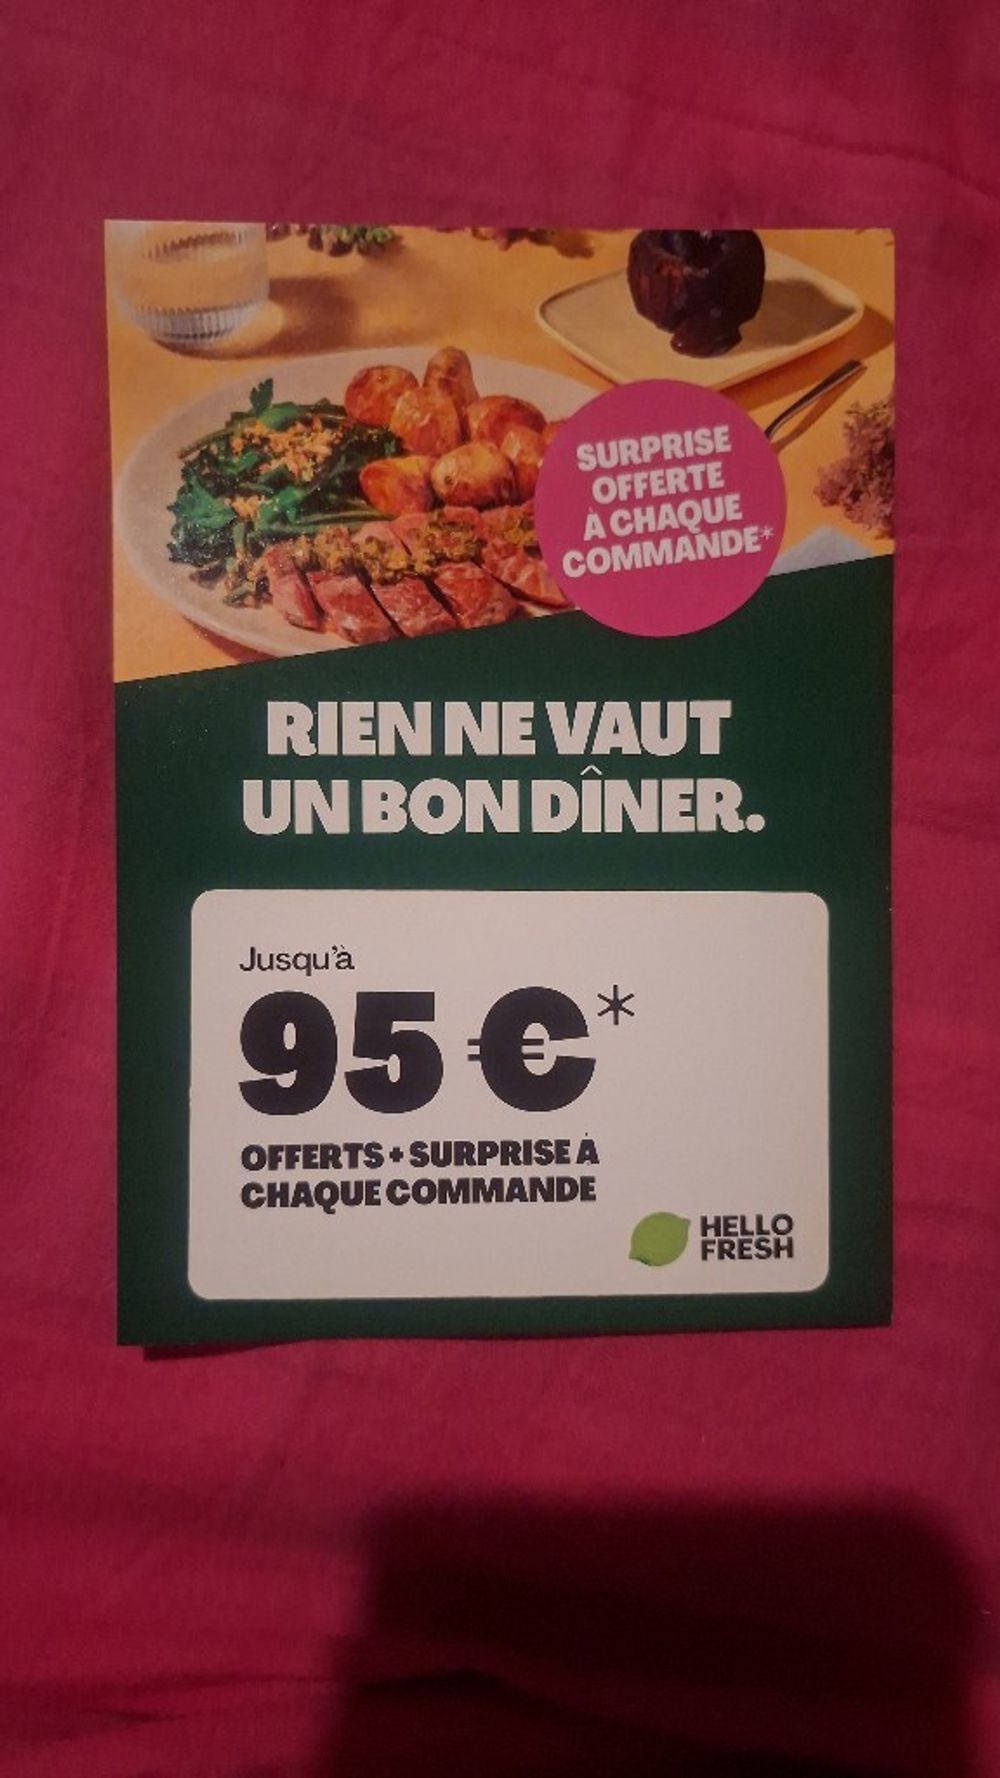 SURPRISE
OFFERTE
À CHAQUE
COMMANDE*
RIEN NE VAUT
UN BON DÎNER.
Jusqu'à
95 €*
OFFERTS + SURPRISE À
CHAQUE COMMANDE
HELLO
FRESH